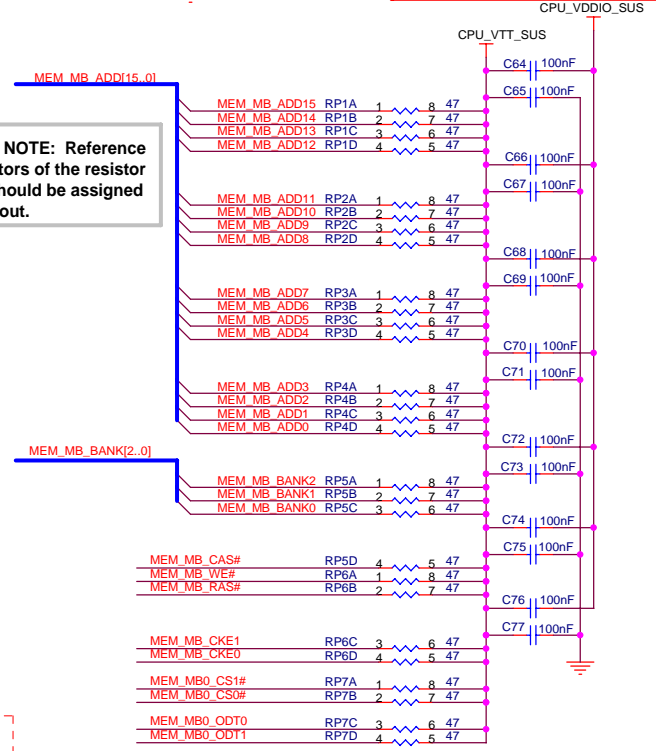 CPU_VDDIO_SUS
CPU_VTT_SUS
C64 100nF
MEM_MB_ADD[15..0]
C65 100nF
MEM_MB_ADD15 RP1A 1 8 47
MEM_MB_ADD14 RP1B 2 7 47
MEM_MB_ADD13 RP1C 3 6 47
MEM_MB_ADD12 RP1D 4 5 47
NOTE: Reference
tors of the resistor
hould be assigned
out.
C66 100nF
C67 100nF
MEM_MB_ADD11 RP2A 1 8 47
MEM_MB_ADD10 RP2B 2 7 47
MEM_MB_ADD9 RP2C 3 6 47
MEM_MB_ADD8 RP2D 4 5 47
C68 100nF
C69 100nF
MEM_MB_ADD7 RP3A 1 8 47
MEM_MB_ADD6 RP3B 2 7 47
MEM_MB_ADD5 RP3C 3 6 47
MEM_MB_ADD4 RP3D 4 5 47
C70 100nF
C71 100nF
MEM_MB_ADD3 RP4A 1 8 47
MEM_MB_ADD2 RP4B 2 7 47
MEM_MB_ADD1 RP4C 3 6 47
MEM_MB_ADD0 RP4D 4 5 47
C72 100nF
MEM_MB_BANK[2..0]
C73 100nF
MEM_MB_BANK2 RP5A 1 8 47
MEM_MB_BANK1 RP5B 2 7 47
MEM_MB_BANK0 RP5C 3 6 47
C74 100nF
C75 100nF
MEM_MB_CAS# RP5D 4 5 47
MEM_MB_WE# RP6A 1 8 47
MEM_MB_RAS# RP6B 2 7 47
C76 100nF
C77 100nF
MEM_MB_CKE1 RP6C 3 6 47
MEM_MB_CKE0 RP6D 4 5 47
MEM_MB0_CS1# RP7A 1 8 47
MEM_MB0_CS0# RP7B 2 7 47
MEM_MB0_ODT0 RP7C 3 6 47
MEM_MB0_ODT1 RP7D 4 5 47